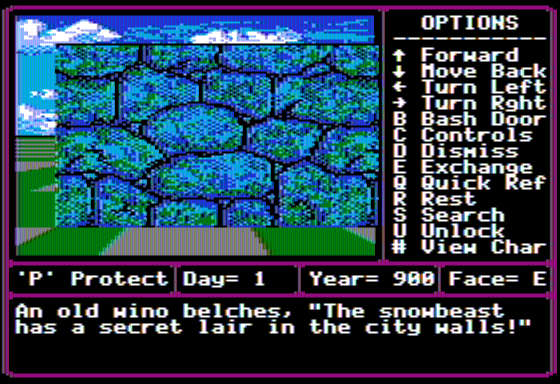 OPTIONS
------------
↑ Forward
↓ Move Back
← Turn Left
→ Turn Rght
B Bash Door
C Controls
D Dismiss
E Exchange
Q Quick Ref
R Rest
S Search
U Unlock
# View Char
'P' Protect Day= 1 Year= 900 Face= E
An old wino belches, "The snowbeast
has a secret lair in the city walls!"